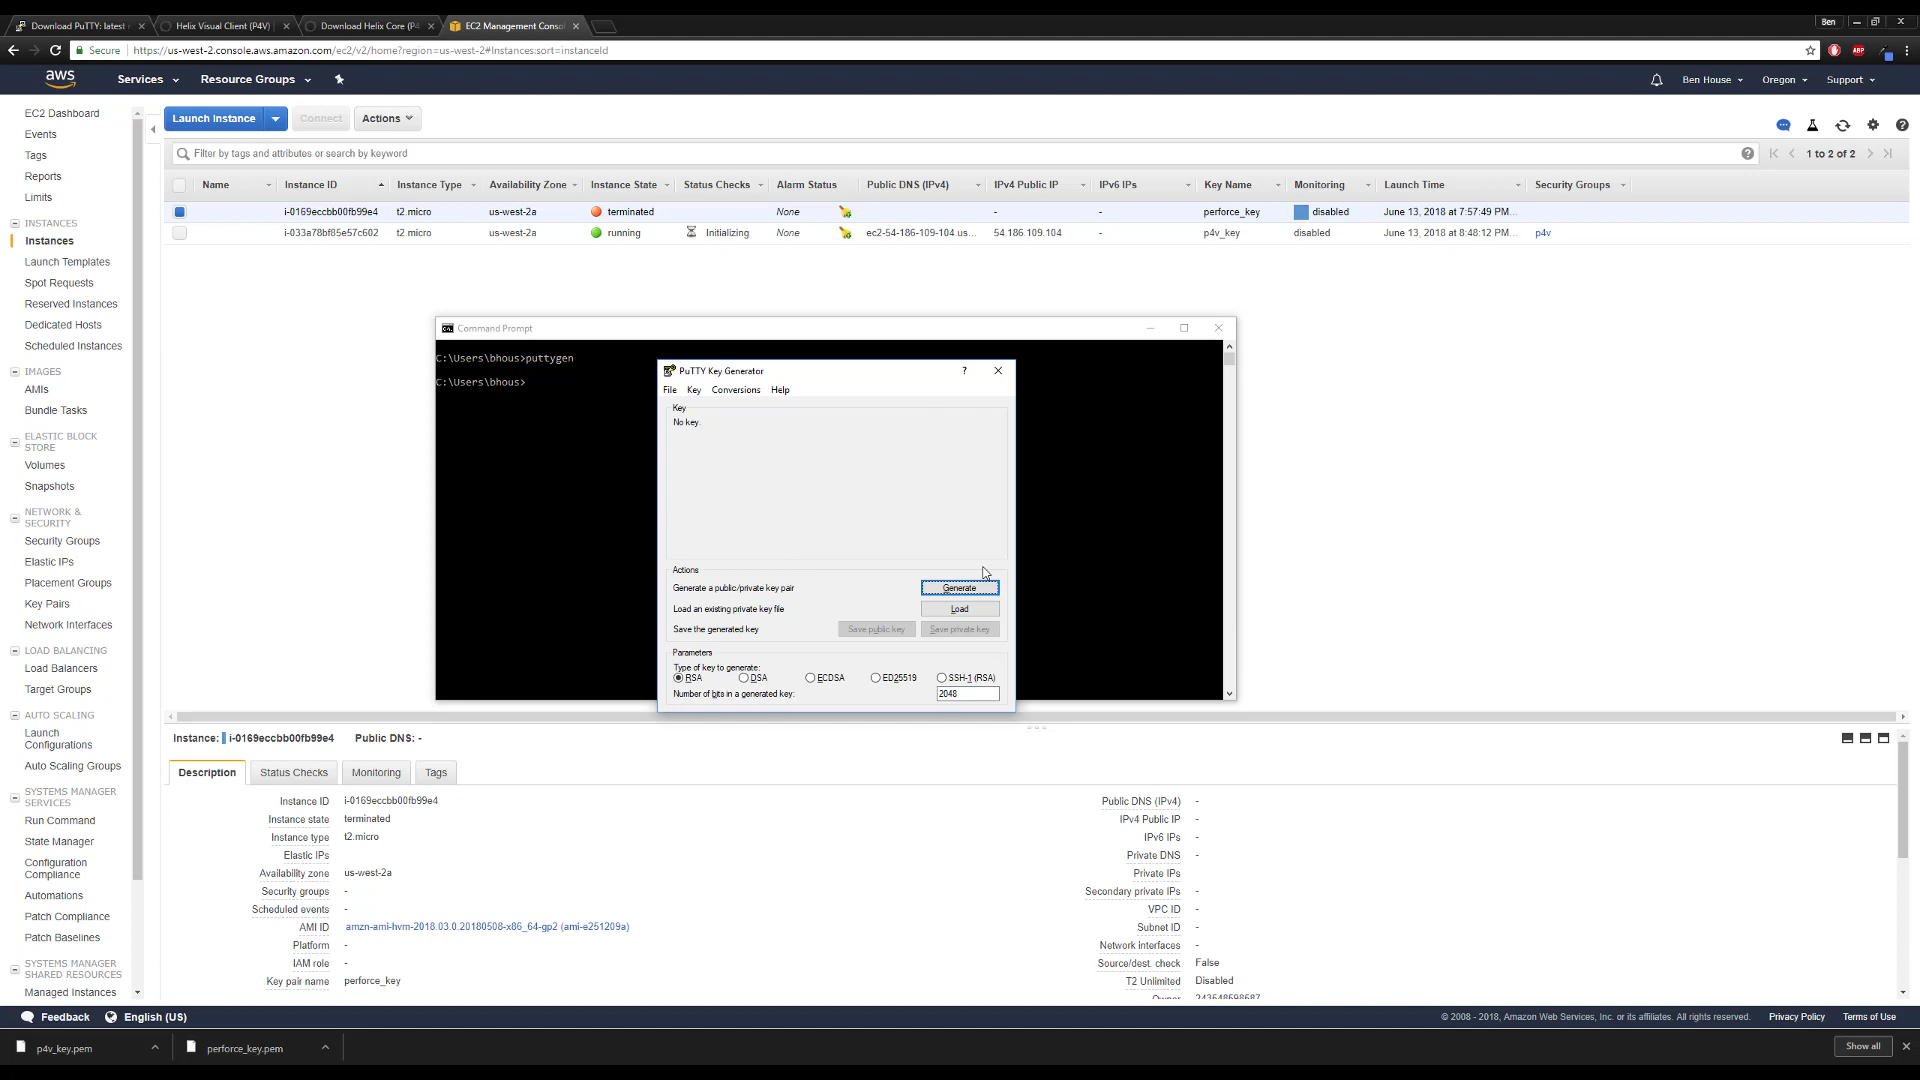 Download PuTTY: latest
Helix Visual Client (P4V)
Download Helix Core (P4
EC2 Management Conso
Ben
Secure
https://us-west-2.console.aws.amazon.com/ec2/v2/home?region=us-west-2#Instances:sort=instanceId
ABP
aws
Services
Resource Groups
Ben House
Oregon
Support
EC2 Dashboard
Events
Tags
Reports
Limits
INSTANCES
Instances
Launch Templates
Spot Requests
Reserved Instances
Dedicated Hosts
Scheduled Instances
IMAGES
AMIs
Bundle Tasks
ELASTIC BLOCK
STORE
Volumes
Snapshots
NETWORK &
SECURITY
Security Groups
Elastic IPs
Placement Groups
Key Pairs
Network Interfaces
LOAD BALANCING
Load Balancers
Target Groups
AUTO SCALING
Launch
Configurations
Auto Scaling Groups
SYSTEMS MANAGER
SERVICES
Run Command
State Manager
Configuration
Compliance
Automations
Patch Compliance
Patch Baselines
SYSTEMS MANAGER
SHARED RESOURCES
Managed Instances
Launch Instance
Connect
Actions
Filter by tags and attributes or search by keyword
1 to 2 of 2
Name Instance ID Instance Type Availability Zone Instance State Status Checks Alarm Status Public DNS (IPv4) IPv4 Public IP IPv6 IPs Key Name Monitoring Launch Time Security Groups
i-0169eccbb00fb99e4 t2.micro us-west-2a terminated None - - perforce_key disabled June 13, 2018 at 7:57:49 PM...
i-033a78bf85e57c602 t2.micro us-west-2a running Initializing None ec2-54-186-109-104.us... 54.186.109.104 - p4v_key disabled June 13, 2018 at 8:48:12 PM... p4v
Command Prompt
C:\Users\bhous>puttygen
C:\Users\bhous>
PuTTY Key Generator
?
File Key Conversions Help
Key
No key.
Actions
Generate a public/private key pair
Generate
Load an existing private key file
Load
Save the generated key
Save public key
Save private key
Parameters
Type of key to generate:
RSA DSA ECDSA ED25519 SSH-1 (RSA)
Number of bits in a generated key:
2048
Instance: i-0169eccbb00fb99e4 Public DNS: -
Description
Status Checks
Monitoring
Tags
Instance ID i-0169eccbb00fb99e4
Instance state terminated
Instance type t2.micro
Elastic IPs
Availability zone us-west-2a
Security groups -
Scheduled events -
AMI ID amzn-ami-hvm-2018.03.0.20180508-x86_64-gp2 (ami-e251209a)
Platform -
IAM role -
Key pair name perforce_key
Public DNS (IPv4) -
IPv4 Public IP -
IPv6 IPs -
Private DNS -
Private IPs -
Secondary private IPs -
VPC ID -
Subnet ID -
Network interfaces -
Source/dest. check False
T2 Unlimited Disabled
Owner 243548598587
Feedback
English (US)
© 2008 - 2018, Amazon Web Services, Inc. or its affiliates. All rights reserved.
Privacy Policy
Terms of Use
p4v_key.pem
perforce_key.pem
Show all